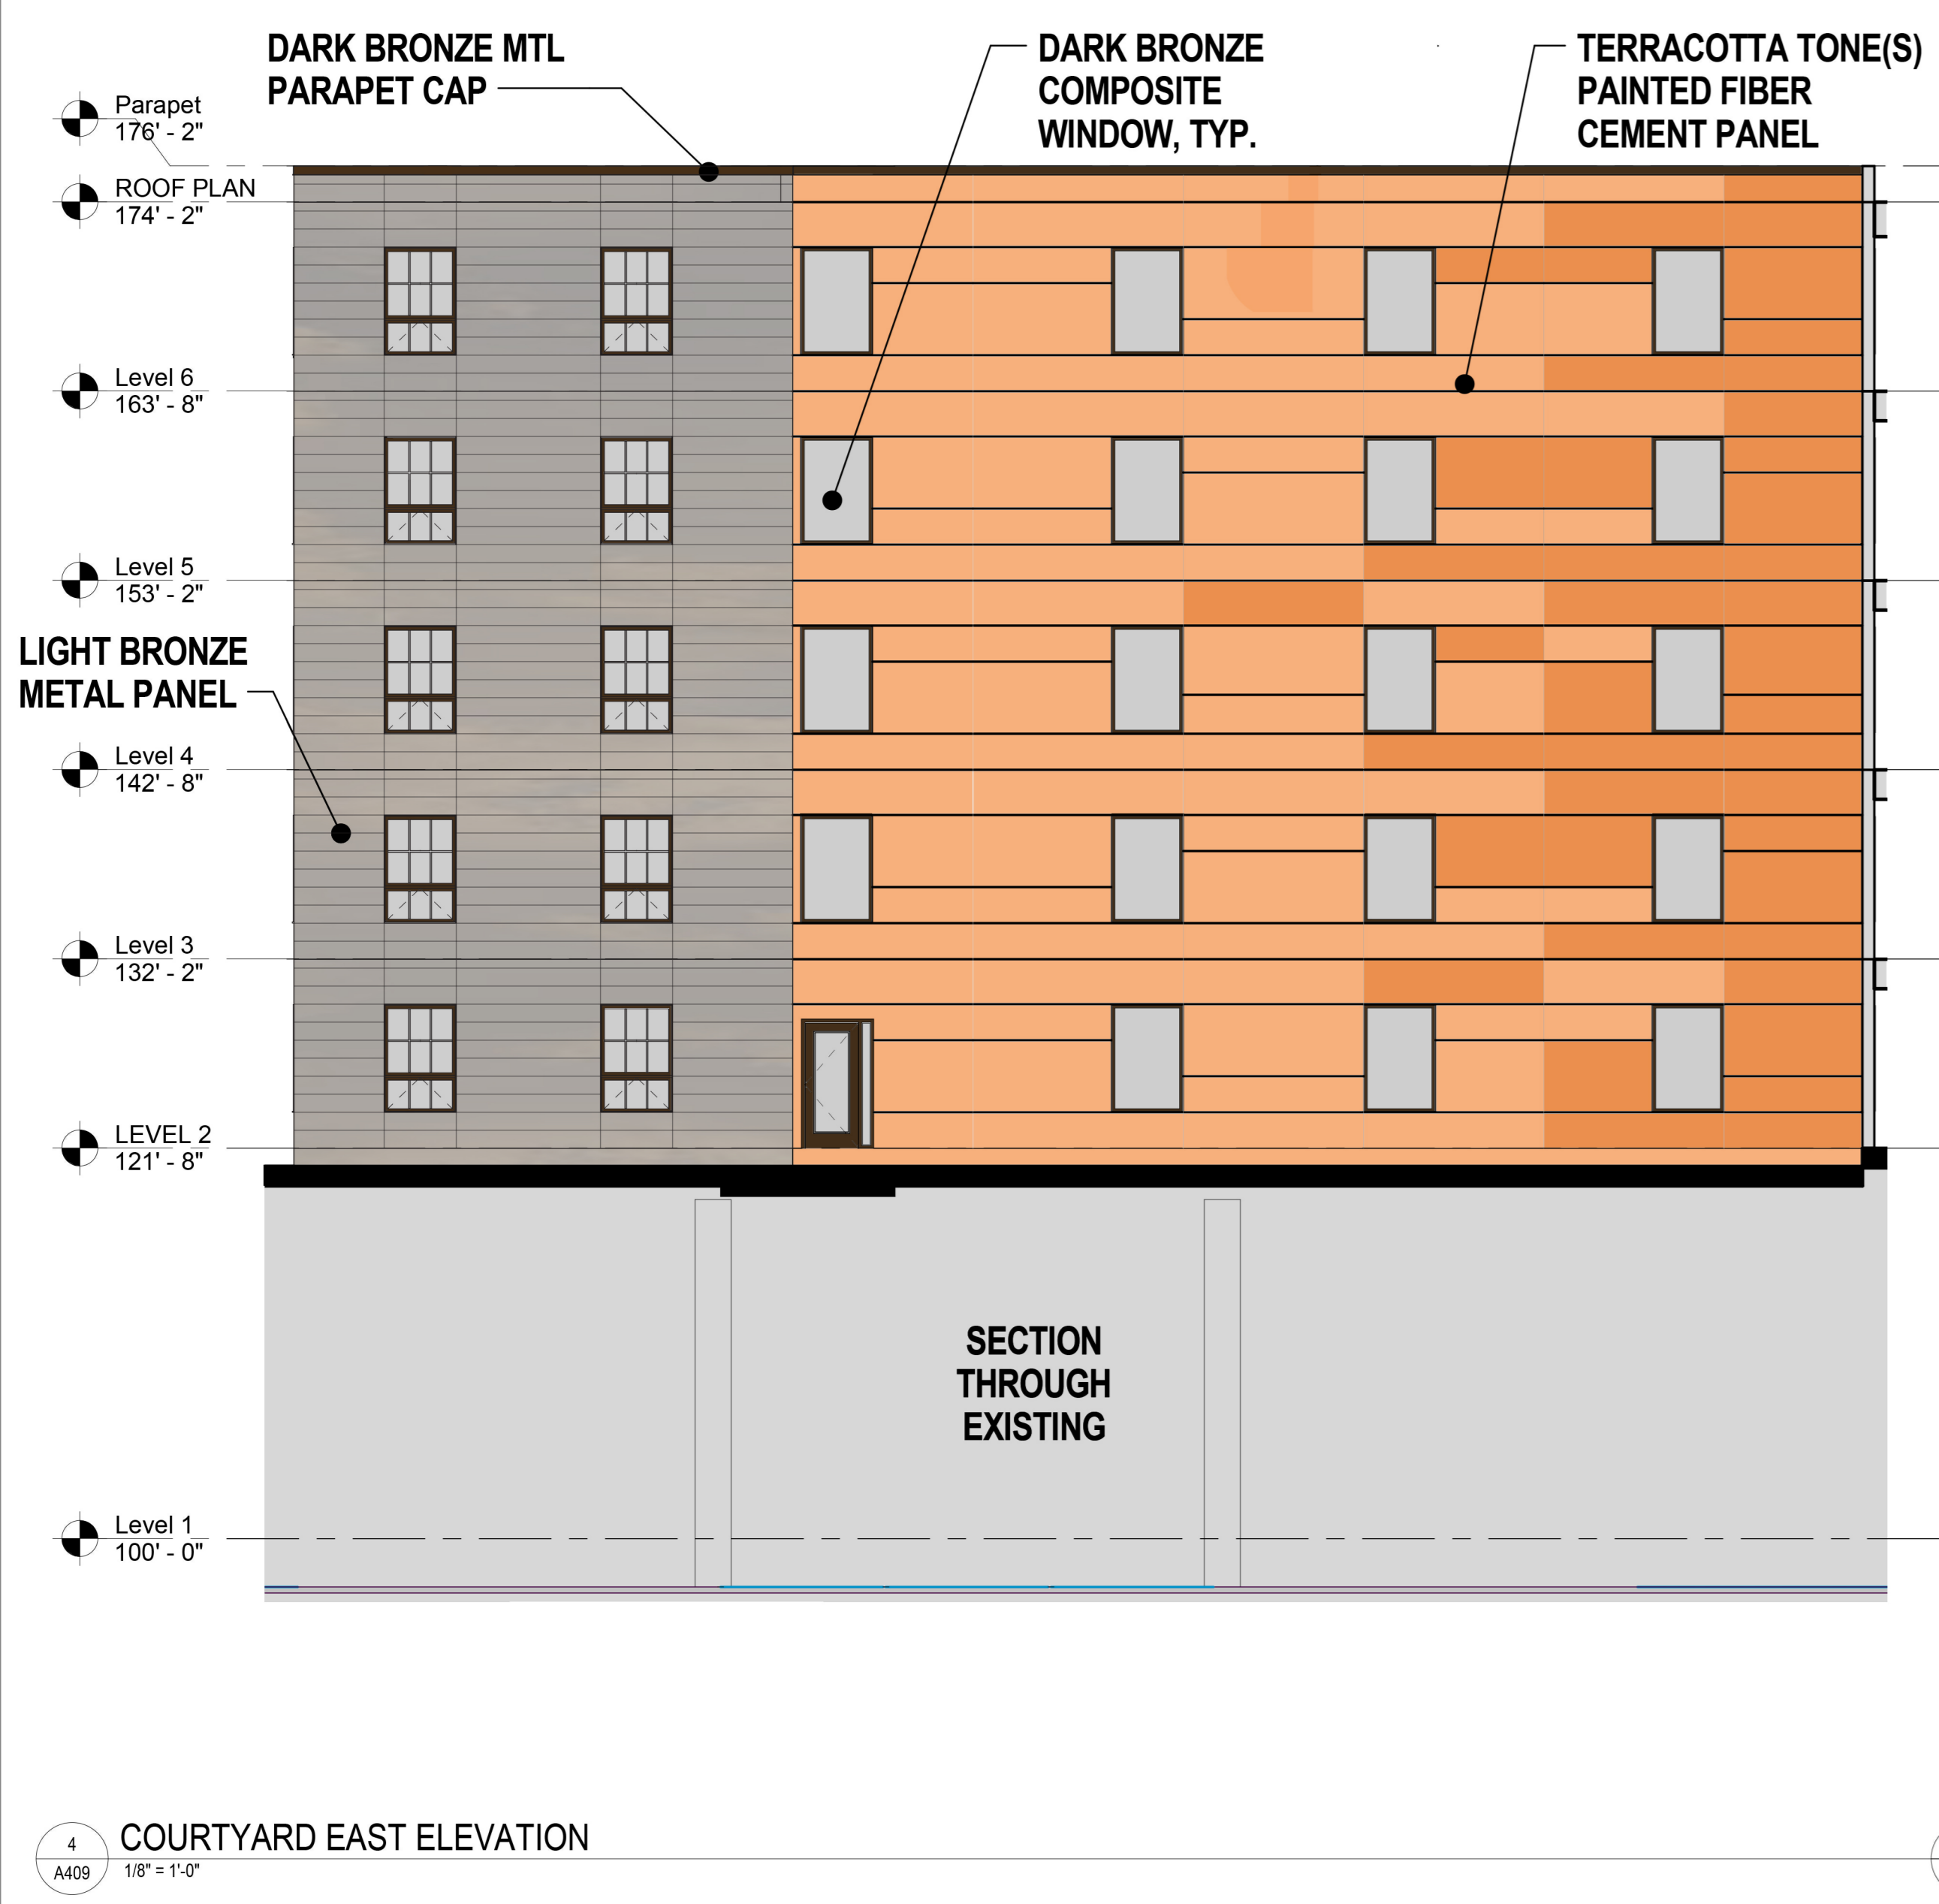 DARK BRONZE MTL
PARAPET CAP
DARK BRONZE
COMPOSITE
WINDOW, TYP.
TERRACOTTA TONE(S)
PAINTED FIBER
CEMENT PANEL
Parapet
176' - 2"
ROOF PLAN
174' - 2"
Level 6
163' - 8"
Level 5
153' - 2"
LIGHT BRONZE
METAL PANEL
Level 4
142' - 8"
Level 3
132' - 2"
LEVEL 2
121' - 8"
SECTION
THROUGH
EXISTING
Level 1
100' - 0"
4
A409
COURTYARD EAST ELEVATION
1/8" = 1'-0"